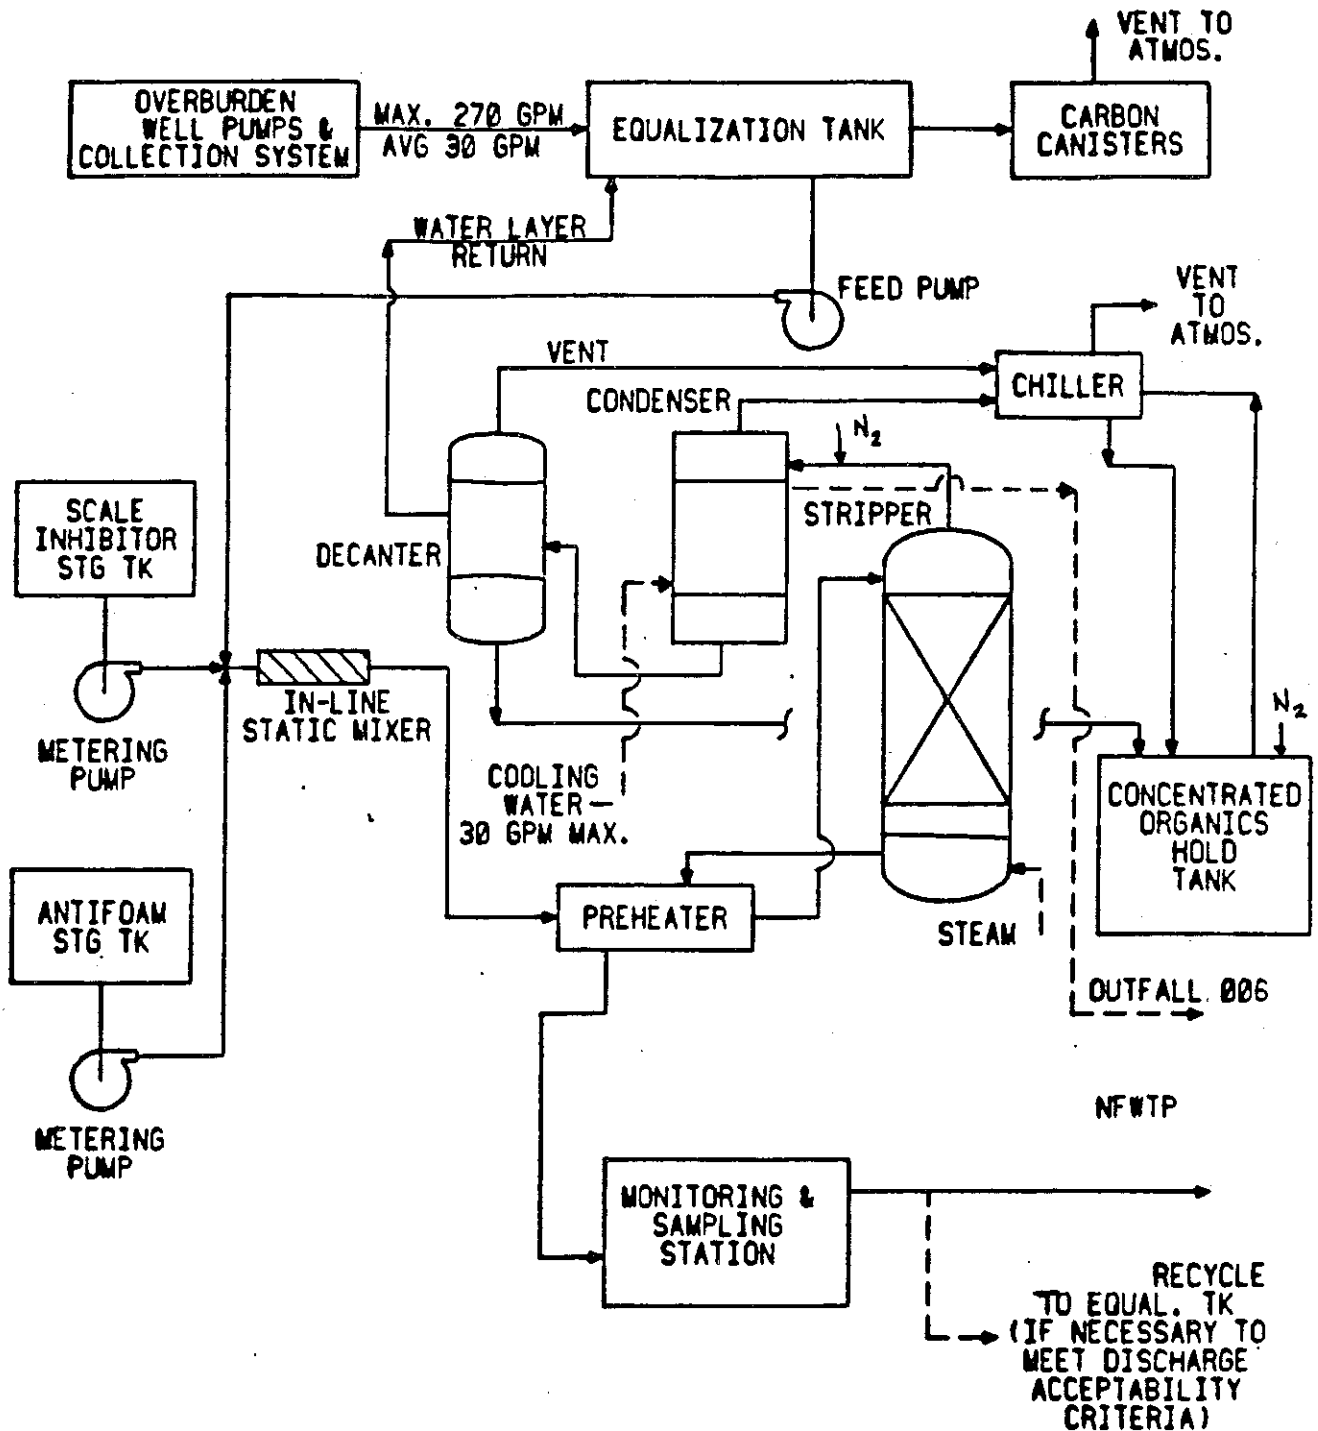 VENT TO
ATMOS.
OVERBURDEN
WELL PUMPS &
COLLECTION SYSTEM
MAX. 270 GPM
AVG 30 GPM
EQUALIZATION TANK
CARBON
CANISTERS
WATER LAYER
RETURN
FEED PUMP
VENT
TO
ATMOS.
VENT
CHILLER
CONDENSER
N2
SCALE
INHIBITOR
STG TK
STRIPPER
DECANTER
IN-LINE
STATIC MIXER
METERING
PUMP
N2
COOLING
WATER—
30 GPM MAX.
CONCENTRATED
ORGANICS
HOLD
TANK
ANTIFOAM
STG TK
PREHEATER
STEAM
OUTFALL 006
NFWTP
METERING
PUMP
MONITORING &
SAMPLING
STATION
RECYCLE
TO EQUAL. TK
(IF NECESSARY TO
MEET DISCHARGE
ACCEPTABILITY
CRITERIA)